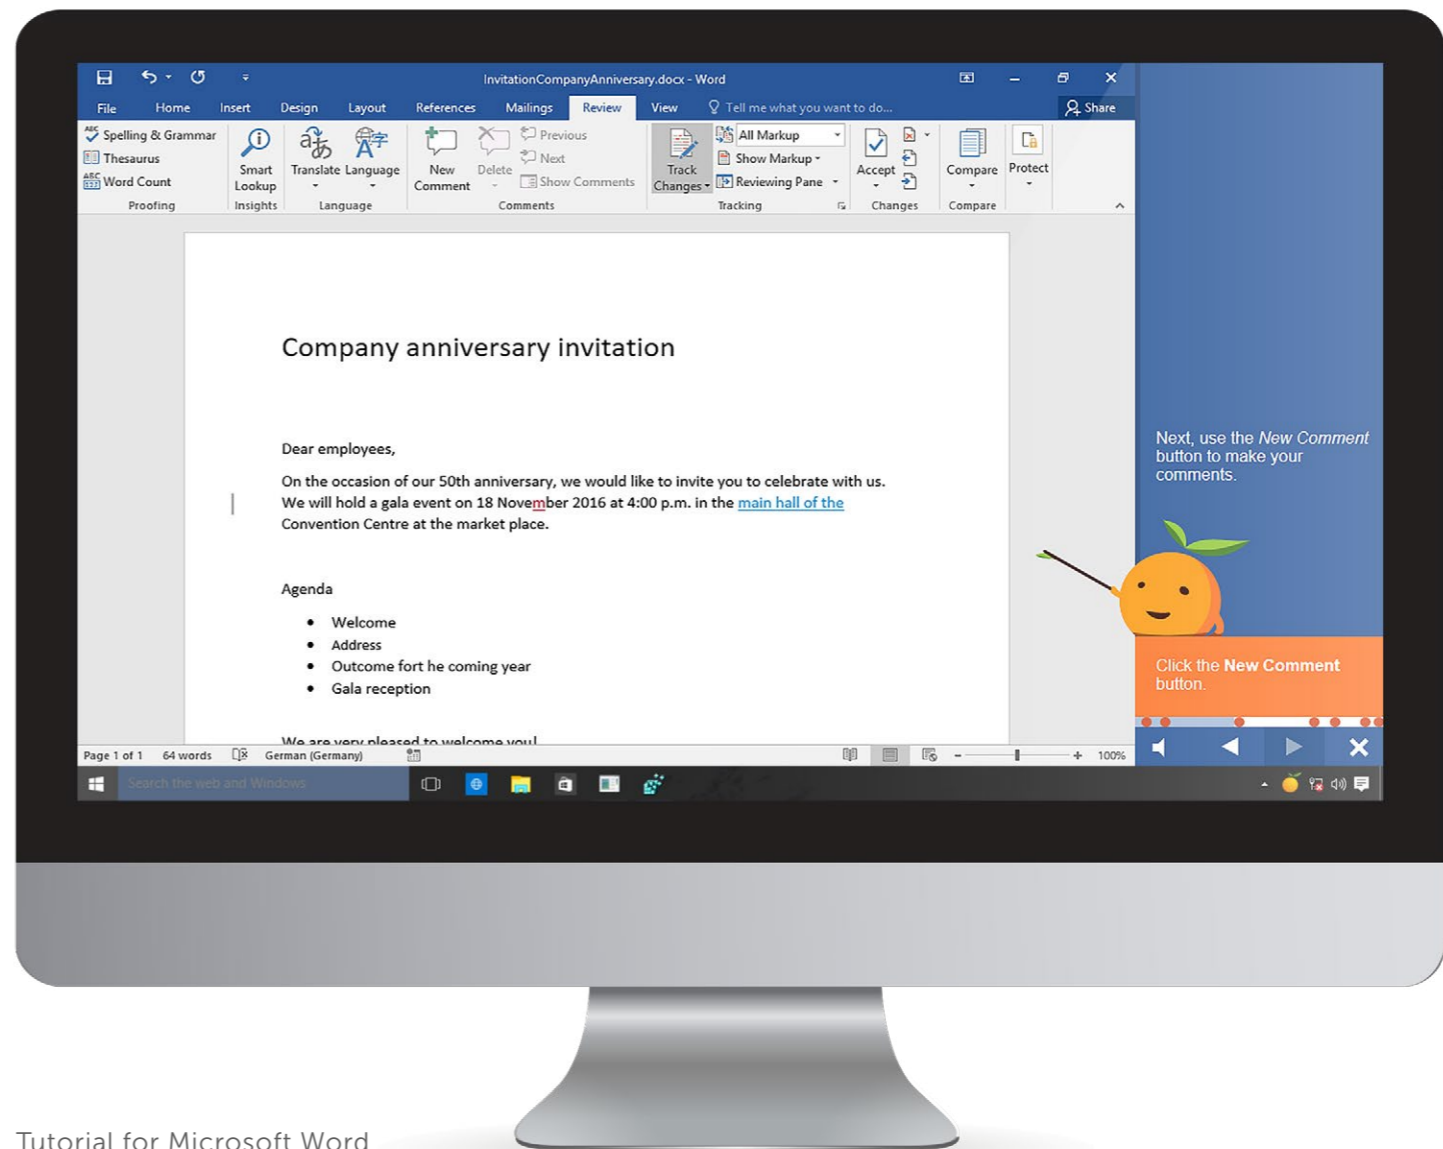 InvitationCompanyAnniversary.docx - Word
File Home Insert Design Layout References Mailings Review View Tell me what you want to do... Share
Spelling & Grammar
Thesaurus
Word Count
Proofing
Smart
Lookup
Insights
Translate Language
Language
New
Comment
Delete
Previous
Next
Show Comments
Comments
Track
Changes
All Markup
Show Markup
Reviewing Pane
Tracking
Accept
Changes
Compare
Compare
Protect
Company anniversary invitation
Dear employees,
On the occasion of our 50th anniversary, we would like to invite you to celebrate with us.
We will hold a gala event on 18 November 2016 at 4:00 p.m. in the main hall of the
Convention Centre at the market place.
Agenda
• Welcome
• Address
• Outcome fort he coming year
• Gala reception
We are very pleased to welcome you!
Next, use the New Comment
button to make your
comments.
Click the New Comment
button.
Page 1 of 1 64 words German (Germany) 100%
Search the web and Windows
Tutorial for Microsoft Word